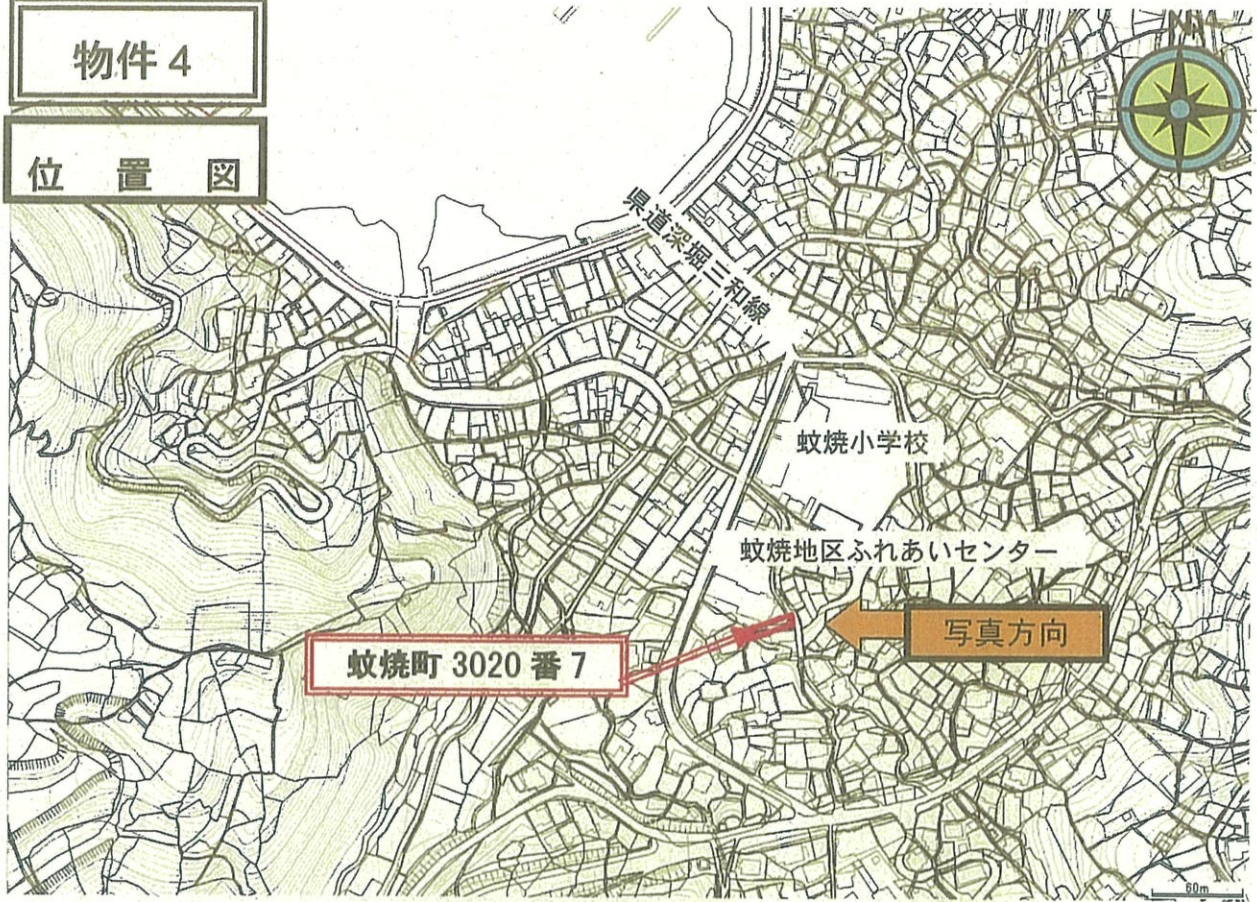 物件4
位置図
県道深堀三和線
蚊焼小学校
蚊焼地区ふれあいセンター
写真方向
蚊焼町 3020 番 7
60m